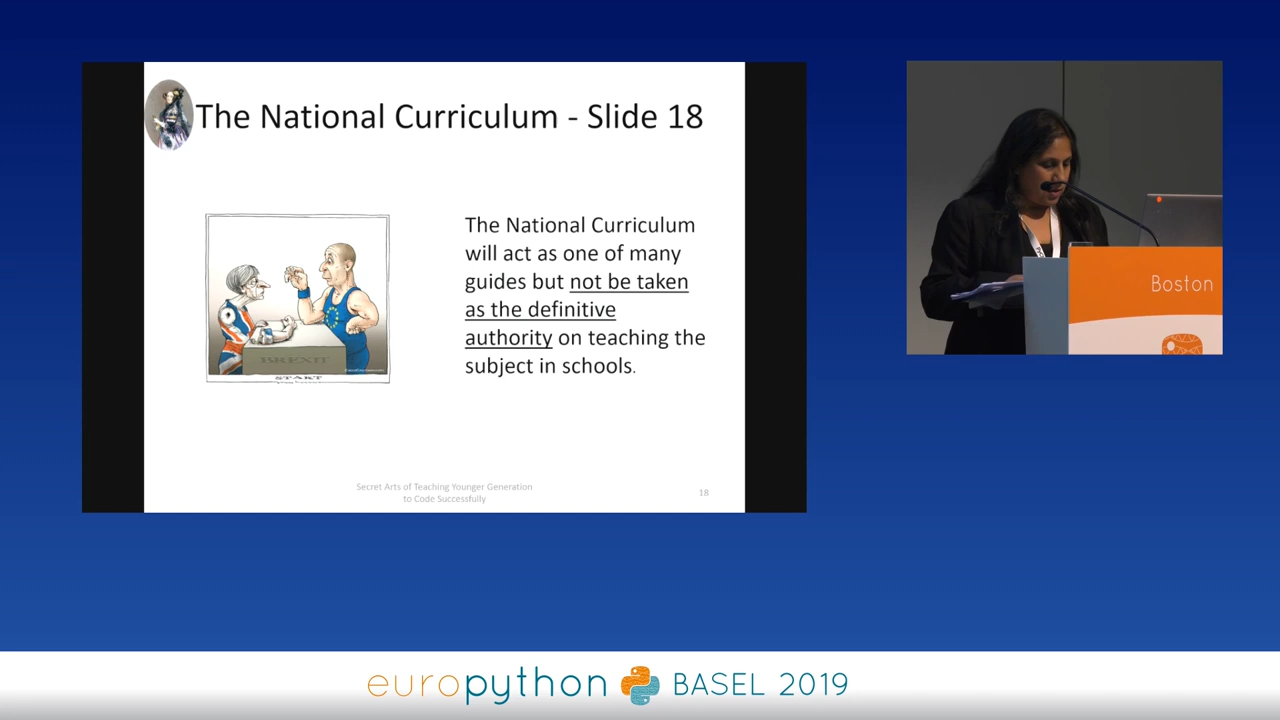 The National Curriculum - Slide 18
The National Curriculum
will act as one of many
guides but not be taken
as the definitive
authority on teaching the
subject in schools.
BREXIT
START
Secret Arts of Teaching Younger Generation
to Code Successfully
18
Boston
europython BASEL 2019